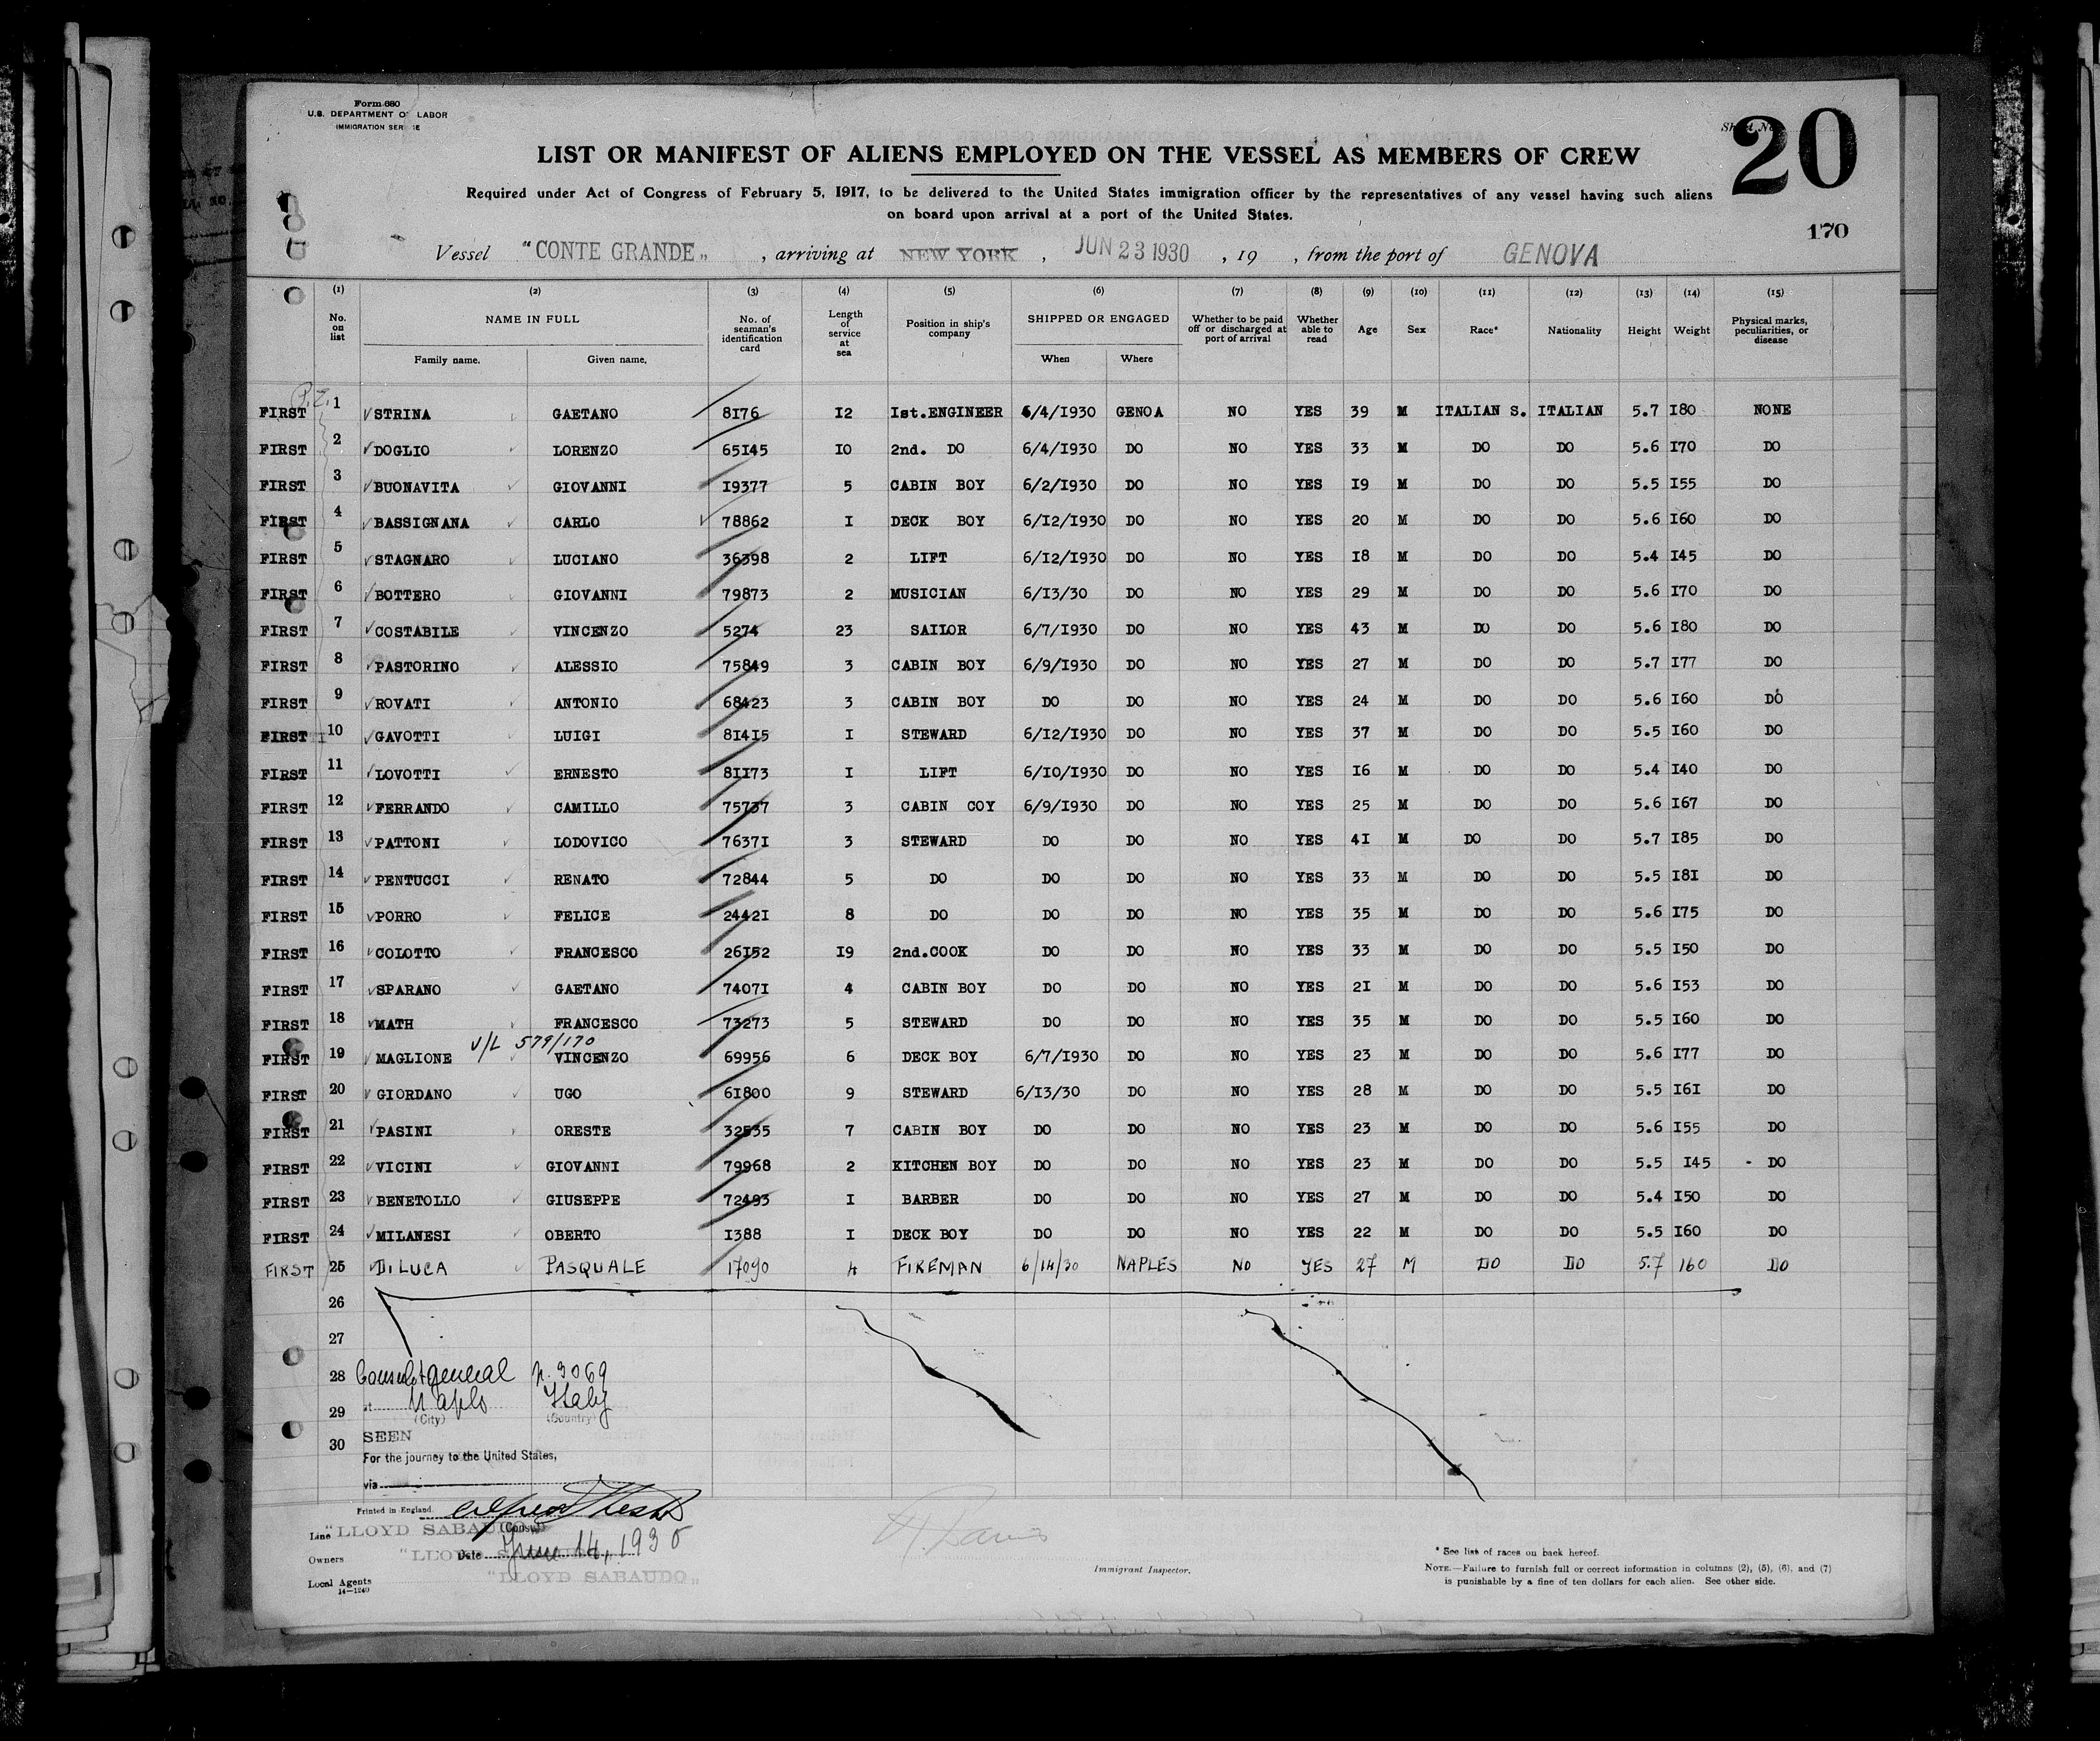 Form 680
U.S. DEPARTMENT OF LABOR
IMMIGRATION SERVICE
Sheet No.
20
170
LIST OR MANIFEST OF ALIENS EMPLOYED ON THE VESSEL AS MEMBERS OF CREW
Required under Act of Congress of February 5, 1917, to be delivered to the United States immigration officer by the representatives of any vessel having such aliens
on board upon arrival at a port of the United States.
Vessel "CONTE GRANDE„ , arriving at NEW YORK , JUN 23 1930 , 19 , from the port of GENOVA
(1) (2) (3) (4) (5) (6) (7) (8) (9) (10) (11) (12) (13) (14) (15)
No. on list NAME IN FULL Family name. Given name. No. of seaman's identification card Length of service at sea Position in ship's company SHIPPED OR ENGAGED When Where Whether to be paid off or discharged at port of arrival Whether able to read Age Sex Race* Nationality Height Weight Physical marks, peculiarities, or disease
FIRST 1 STRINA GAETANO 8176 12 1st.ENGINEER 6/4/1930 GENOA NO YES 39 M ITALIAN S. ITALIAN 5.7 180 NONE
FIRST 2 DOGLIO LORENZO 65145 10 2nd. DO 6/4/1930 DO NO YES 33 M DO DO 5.6 170 DO
FIRST 3 BUONAVITA GIOVANNI 19377 5 CABIN BOY 6/2/1930 DO NO YES 19 M DO DO 5.5 155 DO
FIRST 4 BASSIGNANA CARLO 78862 1 DECK BOY 6/12/1930 DO NO YES 20 M DO DO 5.6 160 DO
FIRST 5 STAGNARO LUCIANO 36398 2 LIFT 6/12/1930 DO NO YES 18 M DO DO 5.4 145 DO
FIRST 6 BOTTERO GIOVANNI 79873 2 MUSICIAN 6/13/30 DO NO YES 29 M DO DO 5.6 170 DO
FIRST 7 COSTABILE VINCENZO 5274 23 SAILOR 6/7/1930 DO NO YES 43 M DO DO 5.6 180 DO
FIRST 8 PASTORINO ALESSIO 75849 3 CABIN BOY 6/9/1930 DO NO YES 27 M DO DO 5.7 177 DO
FIRST 9 ROVATI ANTONIO 68423 3 CABIN BOY DO DO NO YES 24 M DO DO 5.6 160 DO
FIRST 10 GAVOTTI LUIGI 81415 1 STEWARD 6/12/1930 DO NO YES 37 M DO DO 5.5 160 DO
FIRST 11 LOVOTTI ERNESTO 81173 1 LIFT 6/10/1930 DO NO YES 16 M DO DO 5.4 140 DO
FIRST 12 FERRANDO CAMILLO 75737 3 CABIN COY 6/9/1930 DO NO YES 25 M DO DO 5.6 167 DO
FIRST 13 PATTONI LODOVICO 76371 3 STEWARD DO DO NO YES 41 M DO DO 5.7 185 DO
FIRST 14 PENTUCCI RENATO 72844 5 DO DO DO NO YES 33 M DO DO 5.5 181 DO
FIRST 15 PORRO FELICE 24421 8 DO DO DO NO YES 35 M DO DO 5.6 175 DO
FIRST 16 COLOTTO FRANCESCO 26152 19 2nd.COOK DO DO NO YES 33 M DO DO 5.5 150 DO
FIRST 17 SPARANO GAETANO 74071 4 CABIN BOY DO DO NO YES 21 M DO DO 5.6 153 DO
FIRST 18 MATH FRANCESCO 73273 5 STEWARD DO DO NO YES 35 M DO DO 5.5 160 DO
V/L 579/170
FIRST 19 MAGLIONE VINCENZO 69956 6 DECK BOY 6/7/1930 DO NO YES 23 M DO DO 5.6 177 DO
FIRST 20 GIORDANO UGO 61800 9 STEWARD 6/13/30 DO NO YES 28 M DO DO 5.5 161 DO
FIRST 21 PASINI ORESTE 32535 7 CABIN BOY DO DO NO YES 23 M DO DO 5.6 155 DO
FIRST 22 VICINI GIOVANNI 79968 2 KITCHEN BOY DO DO NO YES 23 M DO DO 5.5 145 DO
FIRST 23 BENETOLLO GIUSEPPE 72493 1 BARBER DO DO NO YES 27 M DO DO 5.4 150 DO
FIRST 24 MILANESI OBERTO 1388 1 DECK BOY DO DO NO YES 22 M DO DO 5.5 160 DO
FIRST 25 DI LUCA PASQUALE 17090 4 FIREMAN 6/14/30 NAPLES NO YES 27 M DO DO 5.7 160 DO
26
27
28 Consulate general N. 3069
29 at Naples Italy
(City) (Country)
30 SEEN
For the journey to the United States,
via
Printed in England.
(Consul)
Line "LLOYD SABAUDO„
Date June 14, 1930
Owners "LLOYD SABAUDO„
Local Agents "LLOYD SABAUDO„
14—1240
Immigrant Inspector.
* See list of races on back hereof.
NOTE.—Failure to furnish full or correct information in columns (2), (5), (6), and (7)
is punishable by a fine of ten dollars for each alien. See other side.